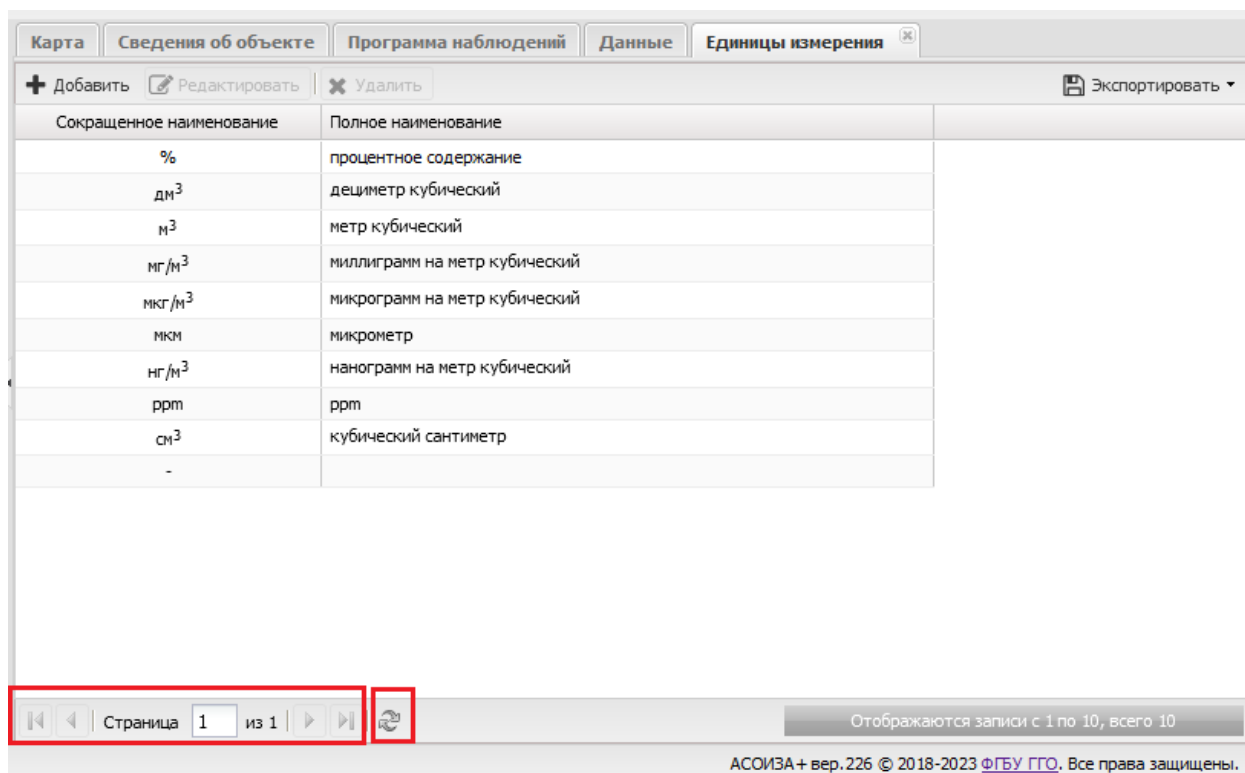 Карта Сведения об объекте Программа наблюдений Данные Единицы измерения
Добавить Редактировать Удалить Экспортировать
Сокращенное наименование Полное наименование
% процентное содержание
дм³ дециметр кубический
м³ метр кубический
мг/м³ миллиграмм на метр кубический
мкг/м³ микрограмм на метр кубический
мкм микрометр
нг/м³ нанограмм на метр кубический
ppm ppm
см³ кубический сантиметр
-
Страница 1 из 1 Отображаются записи с 1 по 10, всего 10
АСОИЗА+ вер.226 © 2018-2023 ФГБУ ГГО. Все права защищены.